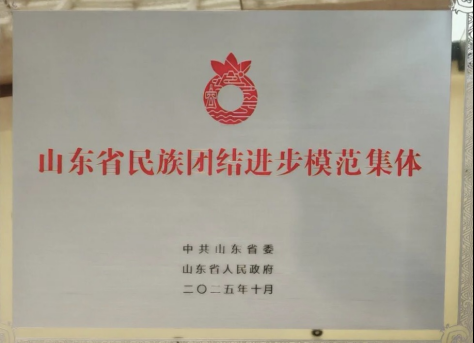 山东省民族团结进步模范集体
中共山东省委
山东省人民政府
二〇二五年十月